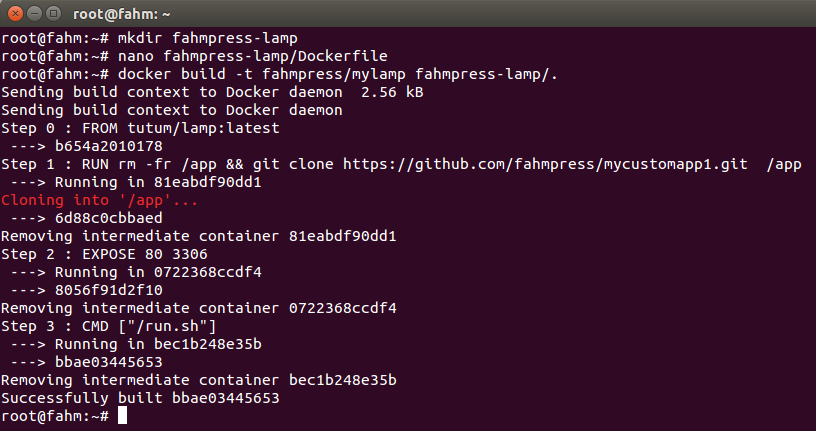 root@fahm: ~
root@fahm:~# mkdir fahmpress-lamp
root@fahm:~# nano fahmpress-lamp/Dockerfile
root@fahm:~# docker build -t fahmpress/mylamp fahmpress-lamp/.
Sending build context to Docker daemon  2.56 kB
Sending build context to Docker daemon
Step 0 : FROM tutum/lamp:latest
 ---> b654a2010178
Step 1 : RUN rm -fr /app && git clone https://github.com/fahmpress/mycustomapp1.git  /app
 ---> Running in 81eabdf90dd1
Cloning into '/app'...
 ---> 6d88c0cbbaed
Removing intermediate container 81eabdf90dd1
Step 2 : EXPOSE 80 3306
 ---> Running in 0722368ccdf4
 ---> 8056f91d2f10
Removing intermediate container 0722368ccdf4
Step 3 : CMD ["/run.sh"]
 ---> Running in bec1b248e35b
 ---> bbae03445653
Removing intermediate container bec1b248e35b
Successfully built bbae03445653
root@fahm:~#